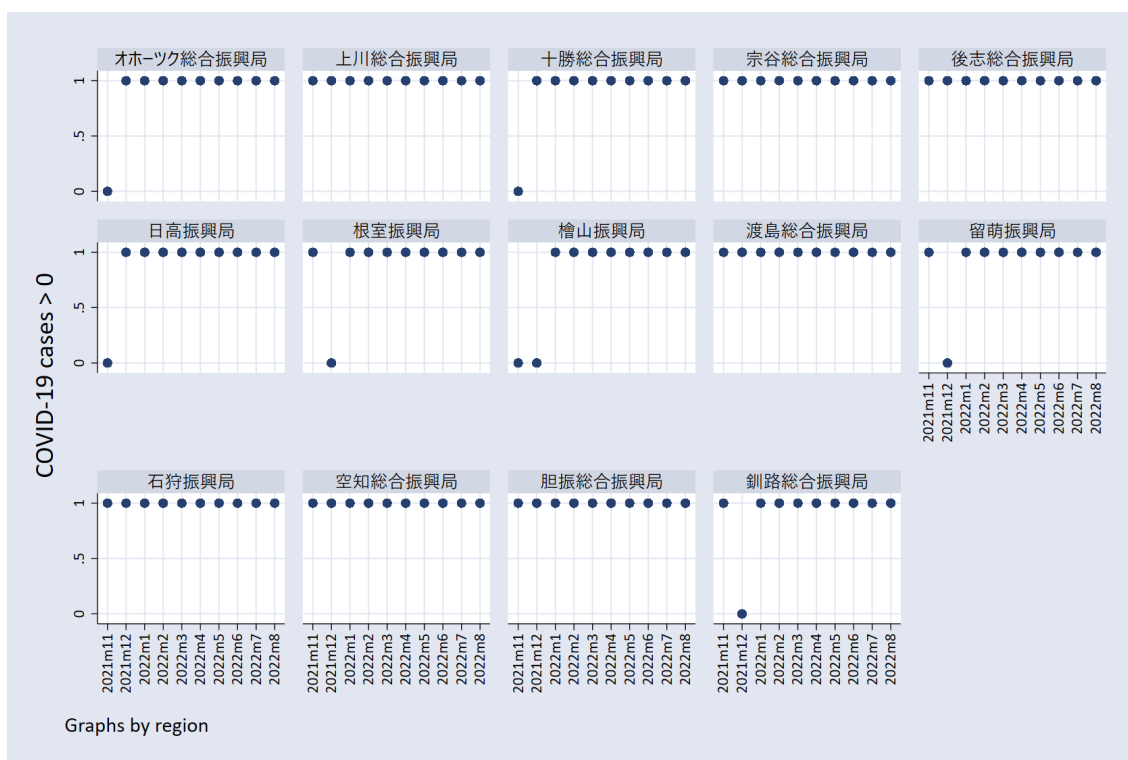 オホーツク総合振興局
上川総合振興局
十勝総合振興局
宗谷総合振興局
後志総合振興局
1
.5
0
日高振興局
根室振興局
檜山振興局
渡島総合振興局
留萌振興局
1
.5
0
2021m11
2021m12
2022m1
2022m2
2022m3
2022m4
2022m5
2022m6
2022m7
2022m8
COVID-19 cases > 0
石狩振興局
空知総合振興局
胆振総合振興局
釧路総合振興局
1
.5
0
2021m11
2021m12
2022m1
2022m2
2022m3
2022m4
2022m5
2022m6
2022m7
2022m8
2021m11
2021m12
2022m1
2022m2
2022m3
2022m4
2022m5
2022m6
2022m7
2022m8
2021m11
2021m12
2022m1
2022m2
2022m3
2022m4
2022m5
2022m6
2022m7
2022m8
2021m11
2021m12
2022m1
2022m2
2022m3
2022m4
2022m5
2022m6
2022m7
2022m8
Graphs by region